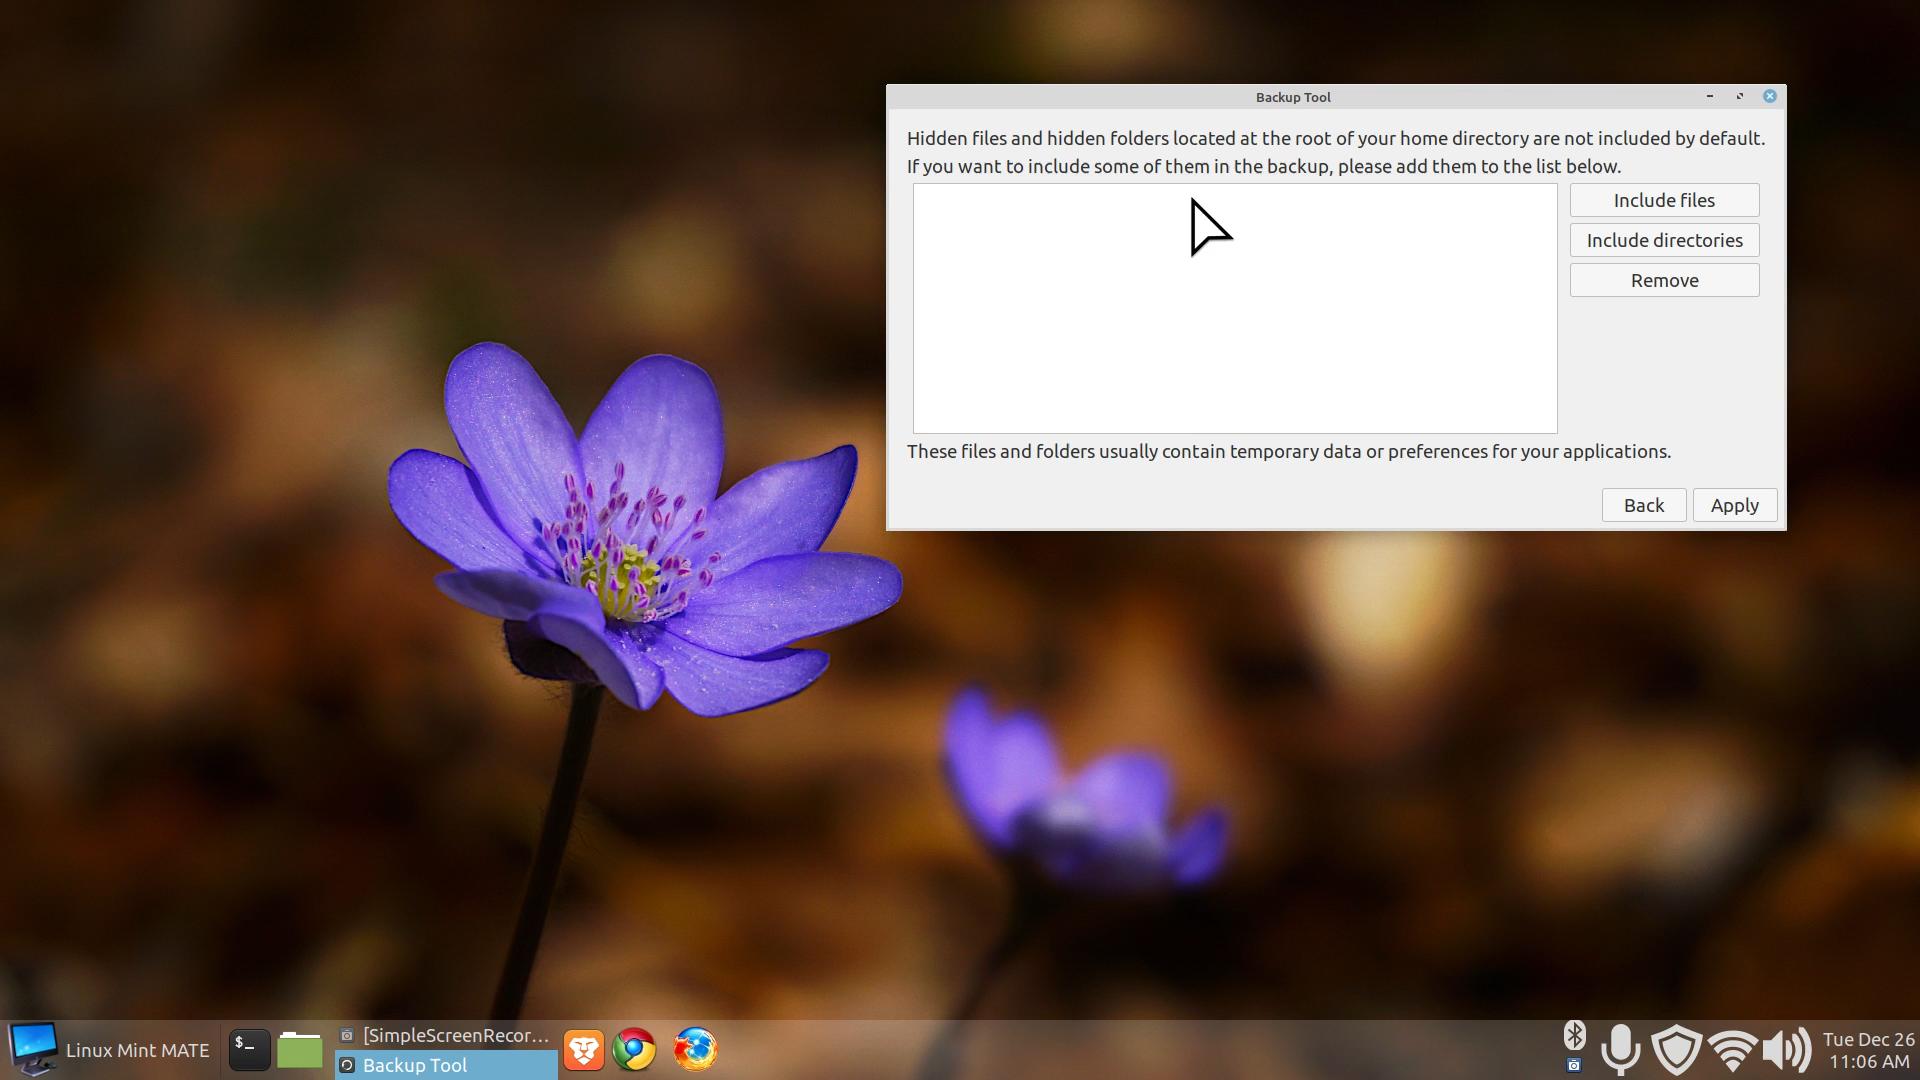 Backup Tool
Hidden files and hidden folders located at the root of your home directory are not included by default.
If you want to include some of them in the backup, please add them to the list below.
Include files
Include directories
Remove
These files and folders usually contain temporary data or preferences for your applications.
Back
Apply
Linux Mint MATE
$_
[SimpleScreenRecor...
Backup Tool
Tue Dec 26
11:06 AM